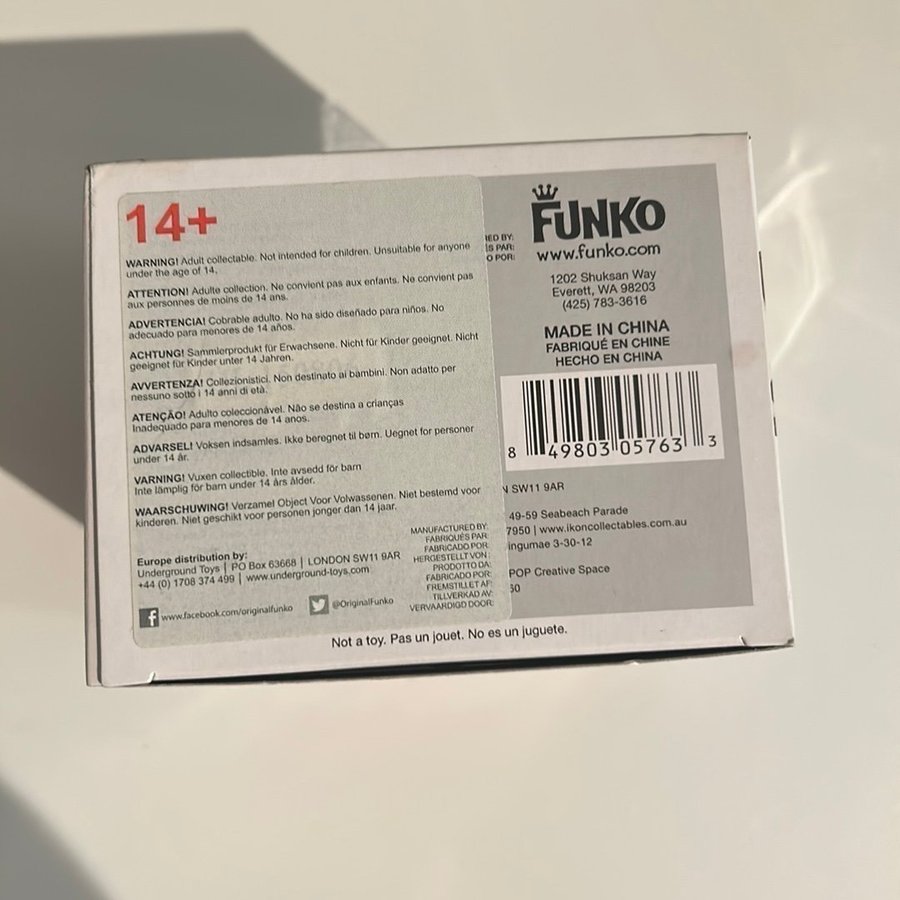 14+
WARNING! Adult collectable. Not intended for children. Unsuitable for anyone
under the age of 14.
ATTENTION! Adulte collection. Ne convient pas aux enfants. Ne convient pas
aux personnes de moins de 14 ans.
ADVERTENCIA! Cobrable adulto. No ha sido diseñado para niños. No
adecuado para menores de 14 años.
ACHTUNG! Sammlerprodukt für Erwachsene. Nicht für Kinder geeignet. Nicht
geeignet für Kinder unter 14 Jahren.
AVVERTENZA! Collezionistici. Non destinato ai bambini. Non adatto per
nessuno sotto i 14 anni di età.
ATENÇÃO! Adulto coleccionável. Não se destina a crianças
Inadequado para menores de 14 anos.
ADVARSEL! Voksen indsamles. Ikke beregnet til børn. Uegnet for personer
under 14 år.
VARNING! Vuxen collectible. Inte avsedd för barn
Inte lämplig för barn under 14 års ålder.
WAARSCHUWING! Verzamel Object Voor Volwassenen. Niet bestemd voor
kinderen. Niet geschikt voor personen jonger dan 14 jaar.
Europe distribution by:
Underground Toys | PO Box 63668 | LONDON SW11 9AR
+44 (0) 1708 374 499 | www.underground-toys.com
www.facebook.com/originalfunko
@OriginalFunko
MANUFACTURED BY:
FABRIQUÉS PAR:
FABRICADO POR:
HERGESTELLT VON :
PRODOTTO DA:
FABRICADO POR:
FREMSTILLET AF:
TILLVERKAD AV:
VERVAARDIGD DOOR:
RED BY:
S PAR:
O POR:
FUNKO
www.funko.com
1202 Shuksan Way
Everett, WA 98203
(425) 783-3616
MADE IN CHINA
FABRIQUÉ EN CHINE
HECHO EN CHINA
8 49803 05763 3
N SW11 9AR
49-59 Seabeach Parade
7950 | www.ikoncollectables.com.au
ingumae 3-30-12
POP Creative Space
60
Not a toy. Pas un jouet. No es un juguete.